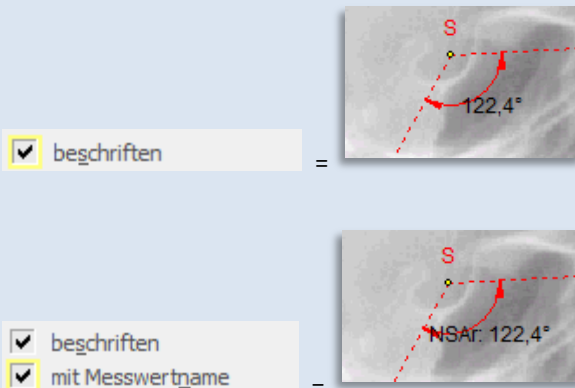 S
122,4°
beschriften
=
S
NSAr: 122,4°
beschriften
mit Messwertname
=